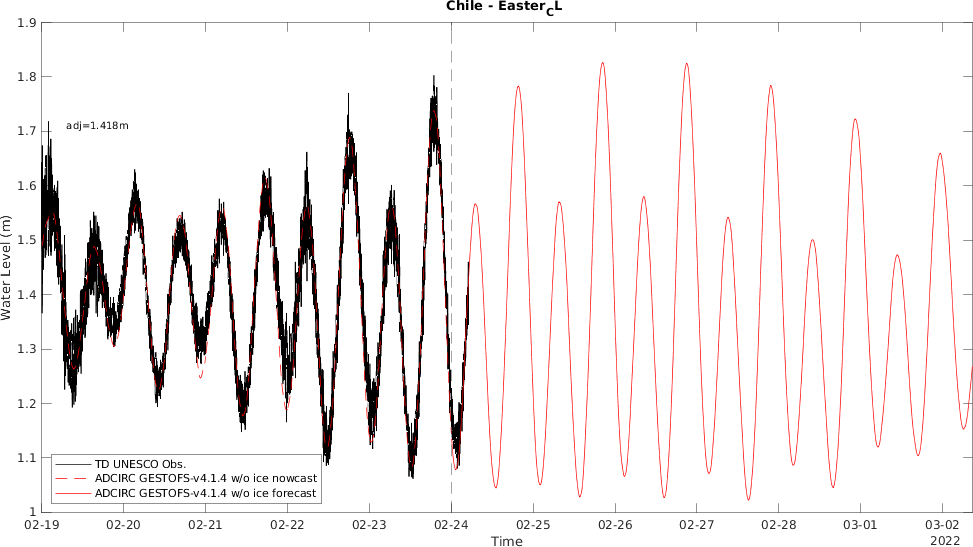 Chile - Easter_CL
1.9
1.8
1.7
1.6
1.5
1.4
1.3
1.2
1.1
1
Water Level (m)
adj=1.418m
TD UNESCO Obs.
ADCIRC GESTOFS-v4.1.4 w/o ice nowcast
ADCIRC GESTOFS-v4.1.4 w/o ice forecast
02-19 02-20 02-21 02-22 02-23 02-24 02-25 02-26 02-27 02-28 03-01 03-02
Time
2022